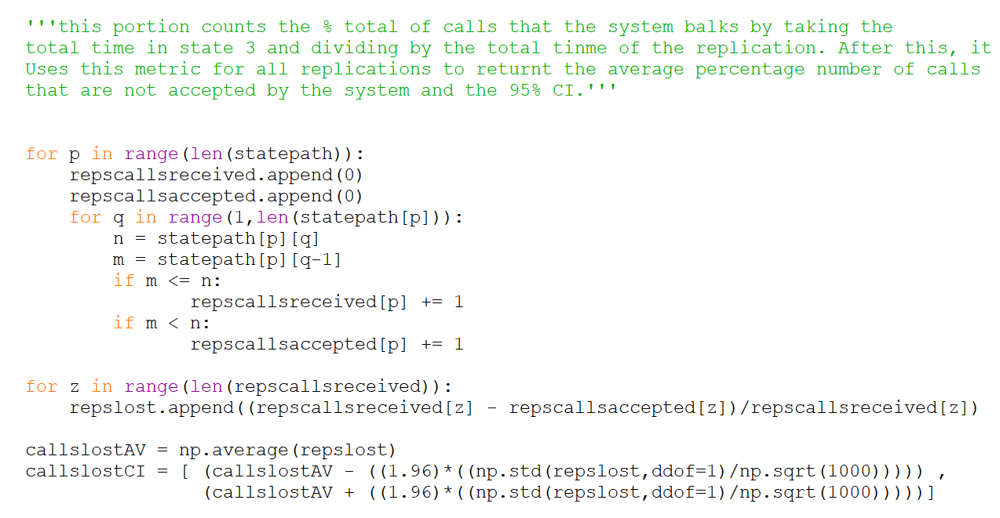 '''this portion counts the % total of calls that the system balks by taking the
total time in state 3 and dividing by the total tinme of the replication. After this, it
Uses this metric for all replications to returnt the average percentage number of calls
that are not accepted by the system and the 95% CI.'''
for p in range(len(statepath)):
    repscallsreceived.append(0)
    repscallsaccepted.append(0)
    for q in range(1,len(statepath[p])):
        n = statepath[p][q]
        m = statepath[p][q-1]
        if m <= n:
               repscallsreceived[p] += 1
        if m < n:
               repscallsaccepted[p] += 1
for z in range(len(repscallsreceived)):
    repslost.append((repscallsreceived[z] - repscallsaccepted[z])/repscallsreceived[z])
callslostAV = np.average(repslost)
callslostCI = [ (callslostAV - ((1.96)*((np.std(repslost,ddof=1)/np.sqrt(1000))))) ,
                (callslostAV + ((1.96)*((np.std(repslost,ddof=1)/np.sqrt(1000)))))]